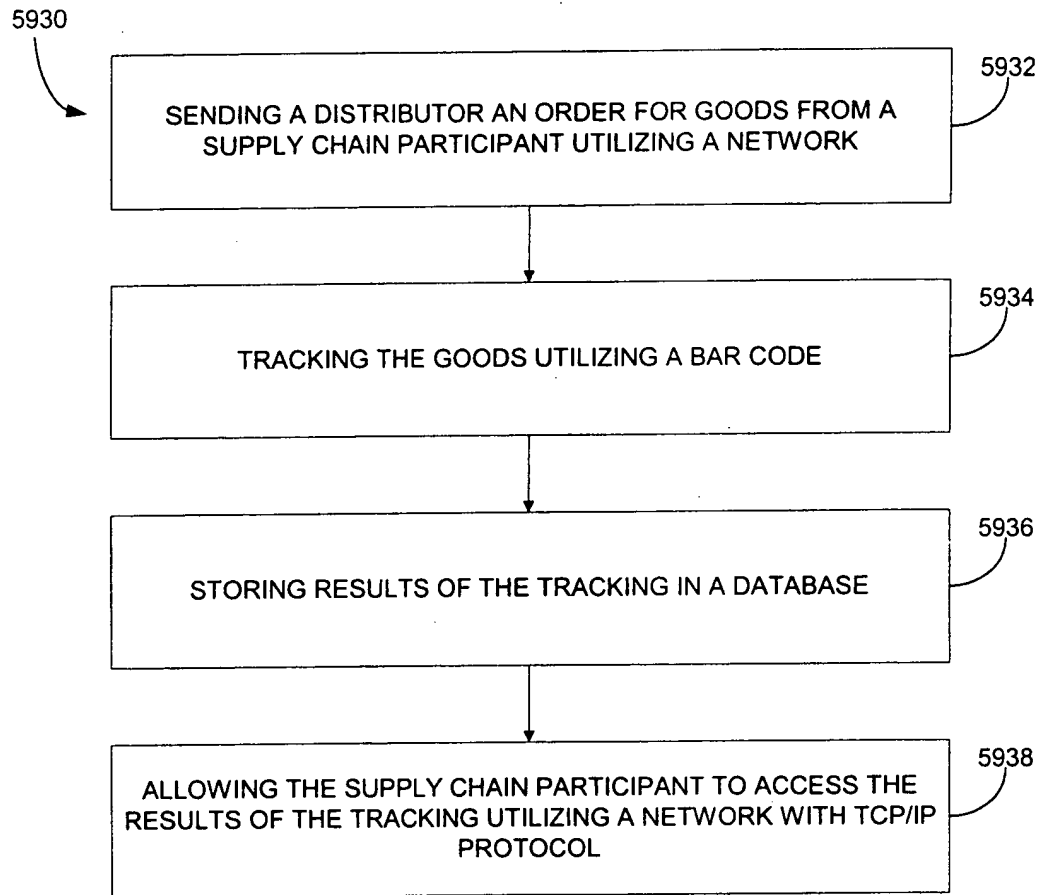 5930
5932
SENDING A DISTRIBUTOR AN ORDER FOR GOODS FROM A
SUPPLY CHAIN PARTICIPANT UTILIZING A NETWORK
5934
TRACKING THE GOODS UTILIZING A BAR CODE
5936
STORING RESULTS OF THE TRACKING IN A DATABASE
5938
ALLOWING THE SUPPLY CHAIN PARTICIPANT TO ACCESS THE
RESULTS OF THE TRACKING UTILIZING A NETWORK WITH TCP/IP
PROTOCOL